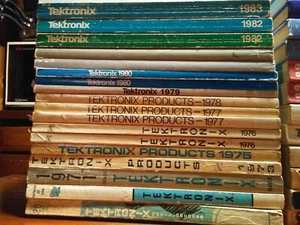 Tektronix 1983
Tektronix 1982
Tektronix 1982
Tektronix 1980
Tektronix 1980
Tektronix 1979
TEKTRONIX PRODUCTS-1978
TEKTRONIX PRODUCTS-1977
TEKTRONIX PRODUCTS-1977
TEKTRONIX 1976
TEKTRONIX 1976
TEKTRONIX PRODUCTS 1975
TEKTRONIX PRODUCTS 1973
1971 TEKTRONIX
TEKTRONIX
TEKTRONIX